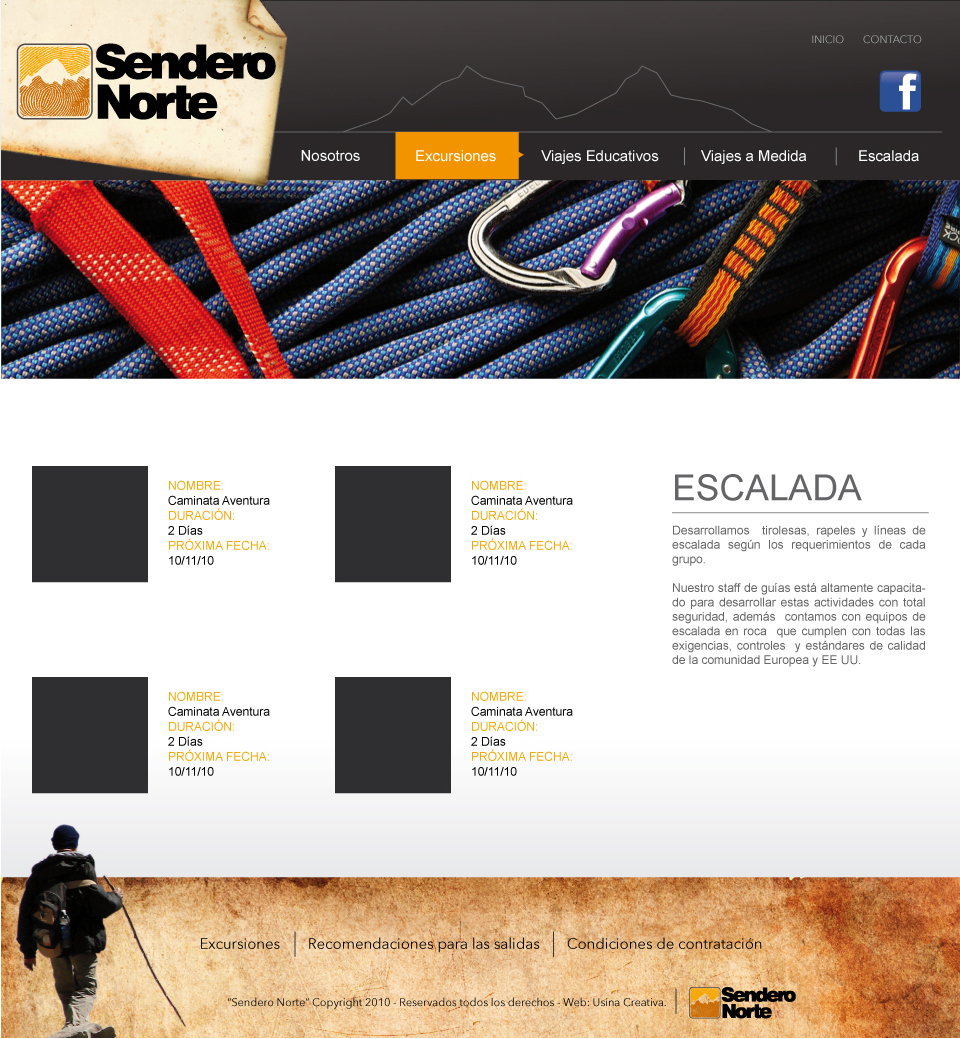 Sendero
Norte
INICIO
CONTACTO
Nosotros
Excursiones
Viajes Educativos
Viajes a Medida
Escalada
NOMBRE:
Caminata Aventura
DURACIÓN:
2 Días
PRÓXIMA FECHA:
10/11/10
NOMBRE:
Caminata Aventura
DURACIÓN:
2 Días
PRÓXIMA FECHA:
10/11/10
NOMBRE:
Caminata Aventura
DURACIÓN:
2 Días
PRÓXIMA FECHA:
10/11/10
NOMBRE:
Caminata Aventura
DURACIÓN:
2 Días
PRÓXIMA FECHA:
10/11/10
ESCALADA
Desarrollamos tirolesas, rapeles y líneas de
escalada según los requerimientos de cada
grupo.
Nuestro staff de guías está altamente capacita-
do para desarrollar estas actividades con total
seguridad, además contamos con equipos de
escalada en roca que cumplen con todas las
exigencias, controles y estándares de calidad
de la comunidad Europea y EE UU.
Excursiones
Recomendaciones para las salidas
Condiciones de contratación
"Sendero Norte" Copyright 2010 - Reservados todos los derechos - Web: Usina Creativa.
Sendero
Norte